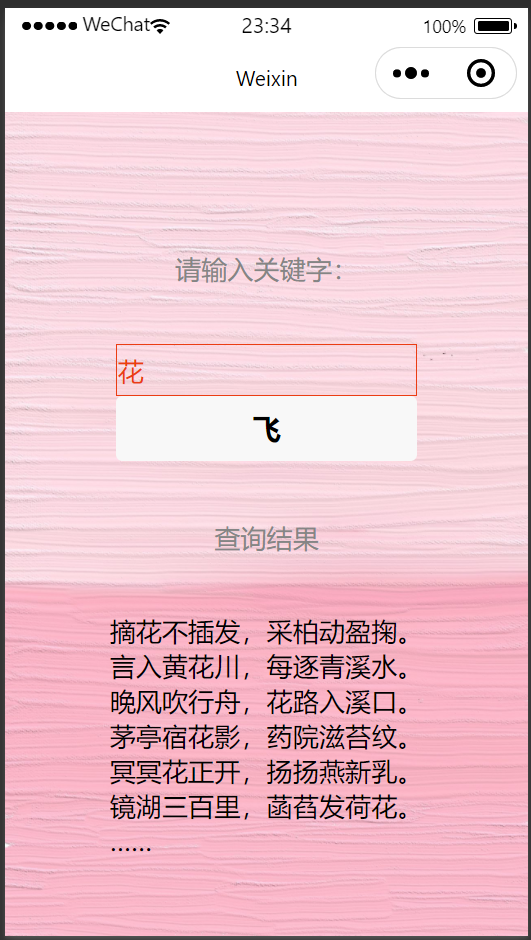 WeChat 23:34 100%
Weixin
请输入关键字：
花
飞
查询结果
摘花不插发，采柏动盈掬。
言入黄花川，每逐青溪水。
晚风吹行舟，花路入溪口。
茅亭宿花影，药院滋苔纹。
冥冥花正开，扬扬燕新乳。
镜湖三百里，菡萏发荷花。
......